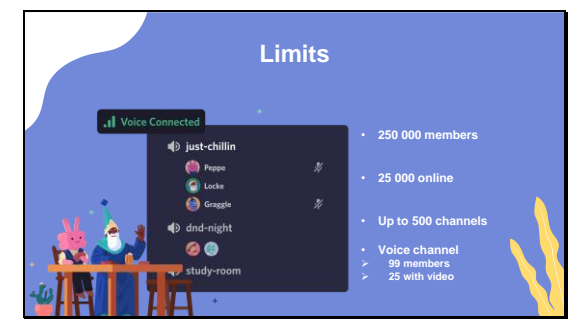 Limits
Voice Connected
just-chillin
Peppe
Locke
Graggle
dnd-night
study-room
• 250 000 members
• 25 000 online
• Up to 500 channels
• Voice channel
➢ 99 members
➢ 25 with video